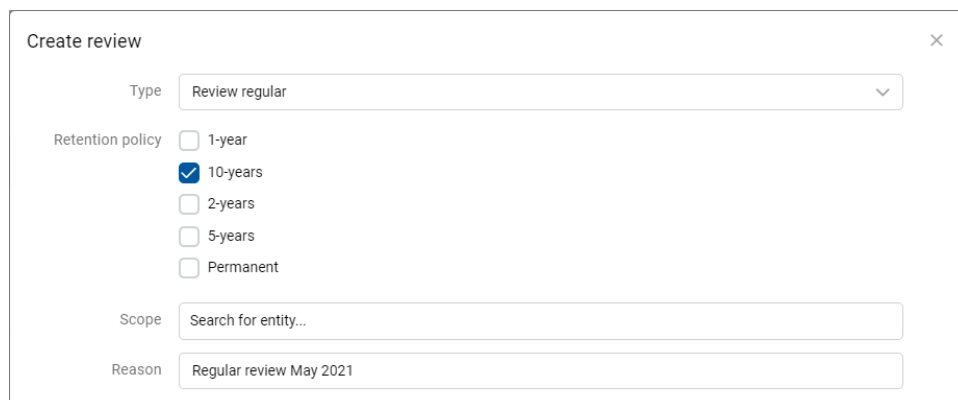 Create review
Type Review regular
Retention policy 1-year
10-years
2-years
5-years
Permanent
Scope Search for entity...
Reason Regular review May 2021